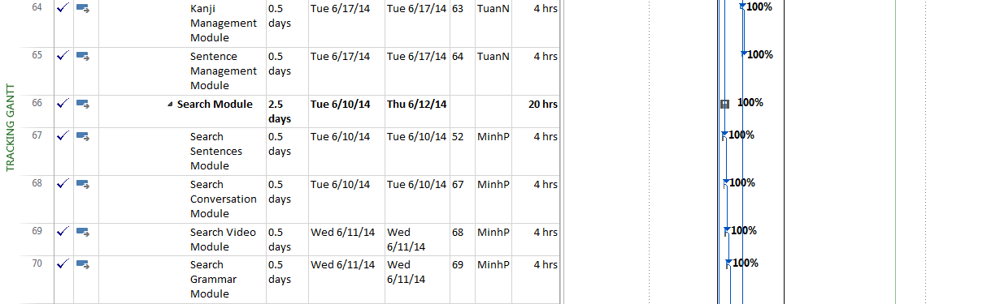 64 Kanji 0.5 Tue 6/17/14 Tue 6/17/14 63 TuanN 4 hrs 100%
Management days
Module
65 Sentence 0.5 Tue 6/17/14 Tue 6/17/14 64 TuanN 4 hrs 100%
Management days
Module
TRACKING GANTT
66 Search Module 2.5 Tue 6/10/14 Thu 6/12/14 20 hrs 100%
days
67 Search 0.5 Tue 6/10/14 Tue 6/10/14 52 MinhP 4 hrs 100%
Sentences days
Module
68 Search 0.5 Tue 6/10/14 Tue 6/10/14 67 MinhP 4 hrs 100%
Conversation days
Module
69 Search Video 0.5 Wed 6/11/14 Wed 68 MinhP 4 hrs 100%
Module days 6/11/14
70 Search 0.5 Wed 6/11/14 Wed 69 MinhP 4 hrs 100%
Grammar days 6/11/14
Module